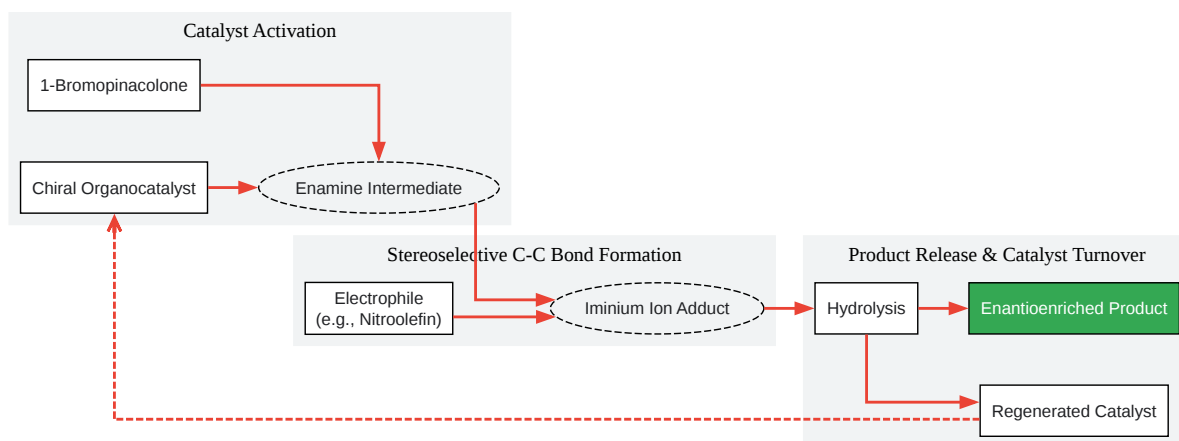 Catalyst Activation
1-Bromopinacolone
Chiral Organocatalyst
Enamine Intermediate
Stereoselective C-C Bond Formation
Electrophile
(e.g., Nitroolefin)
Iminium Ion Adduct
Product Release & Catalyst Turnover
Hydrolysis
Enantioenriched Product
Regenerated Catalyst